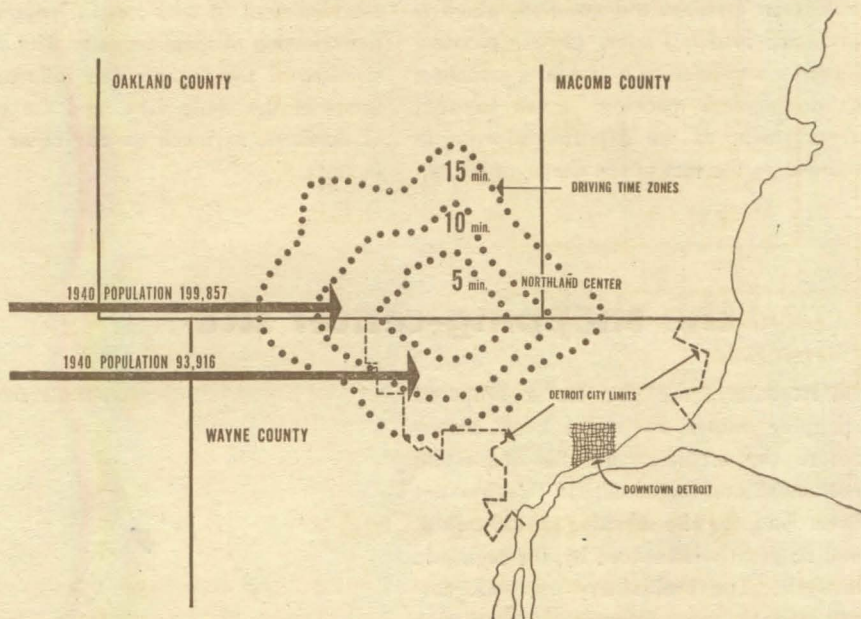 OAKLAND COUNTY
MACOMB COUNTY
15 min.
DRIVING TIME ZONES
10 min.
5 min.
NORTHLAND CENTER
1940 POPULATION 199,857
1940 POPULATION 93,916
DETROIT CITY LIMITS
WAYNE COUNTY
DOWNTOWN DETROIT